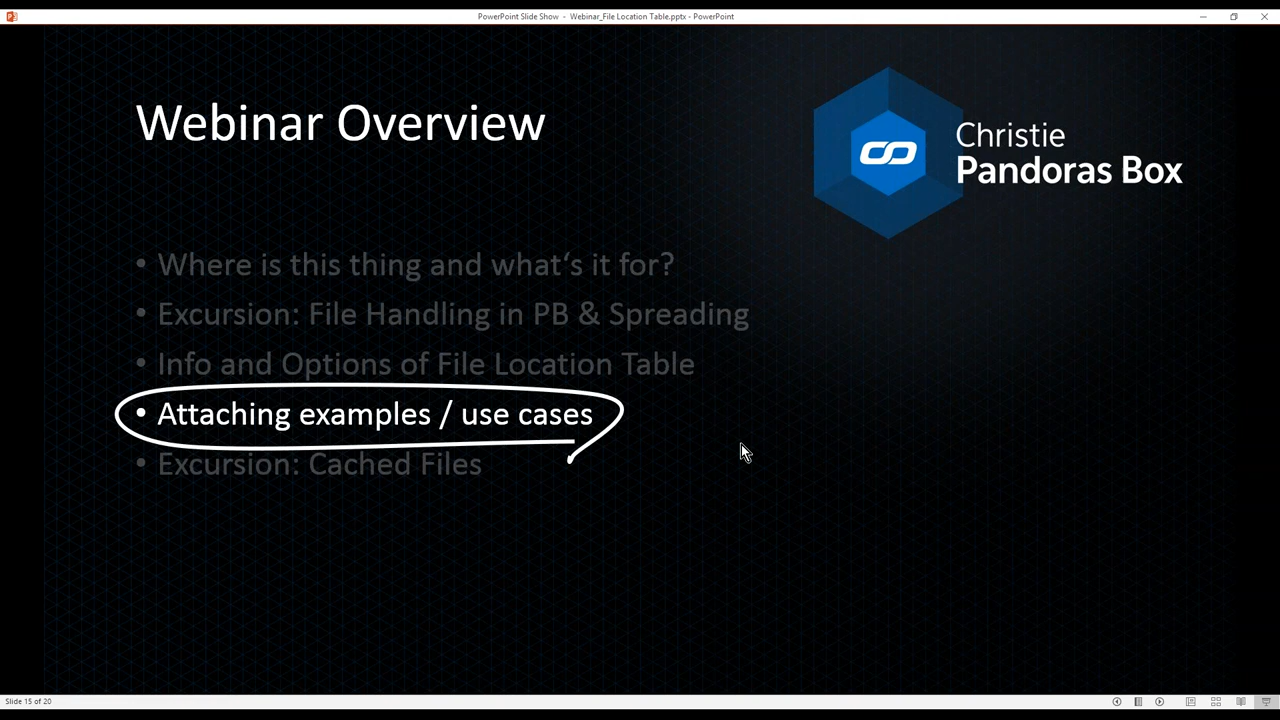 PowerPoint Slide Show - Webinar_File Location Table.pptx - PowerPoint
Webinar Overview
Christie
Pandoras Box
• Where is this thing and what‘s it for?
• Excursion: File Handling in PB & Spreading
• Info and Options of File Location Table
• Attaching examples / use cases
• Excursion: Cached Files
Slide 15 of 20